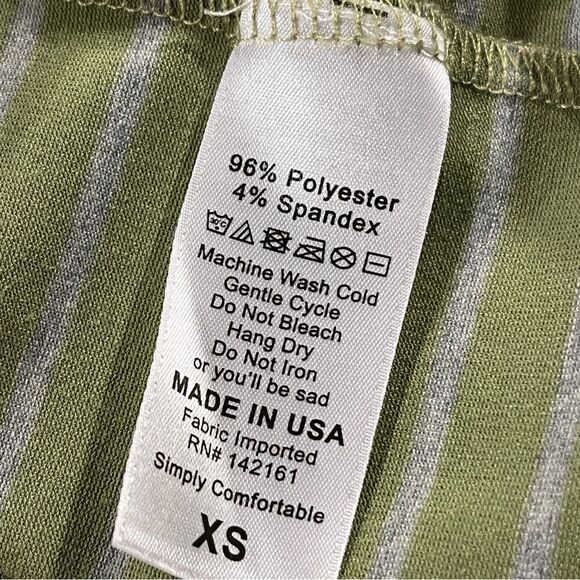 96% Polyester
4% Spandex
30°C
Machine Wash Cold
Gentle Cycle
Do Not Bleach
Hang Dry
Do Not Iron
or you'll be sad
MADE IN USA
Fabric Imported
RN# 142161
Simply Comfortable
XS